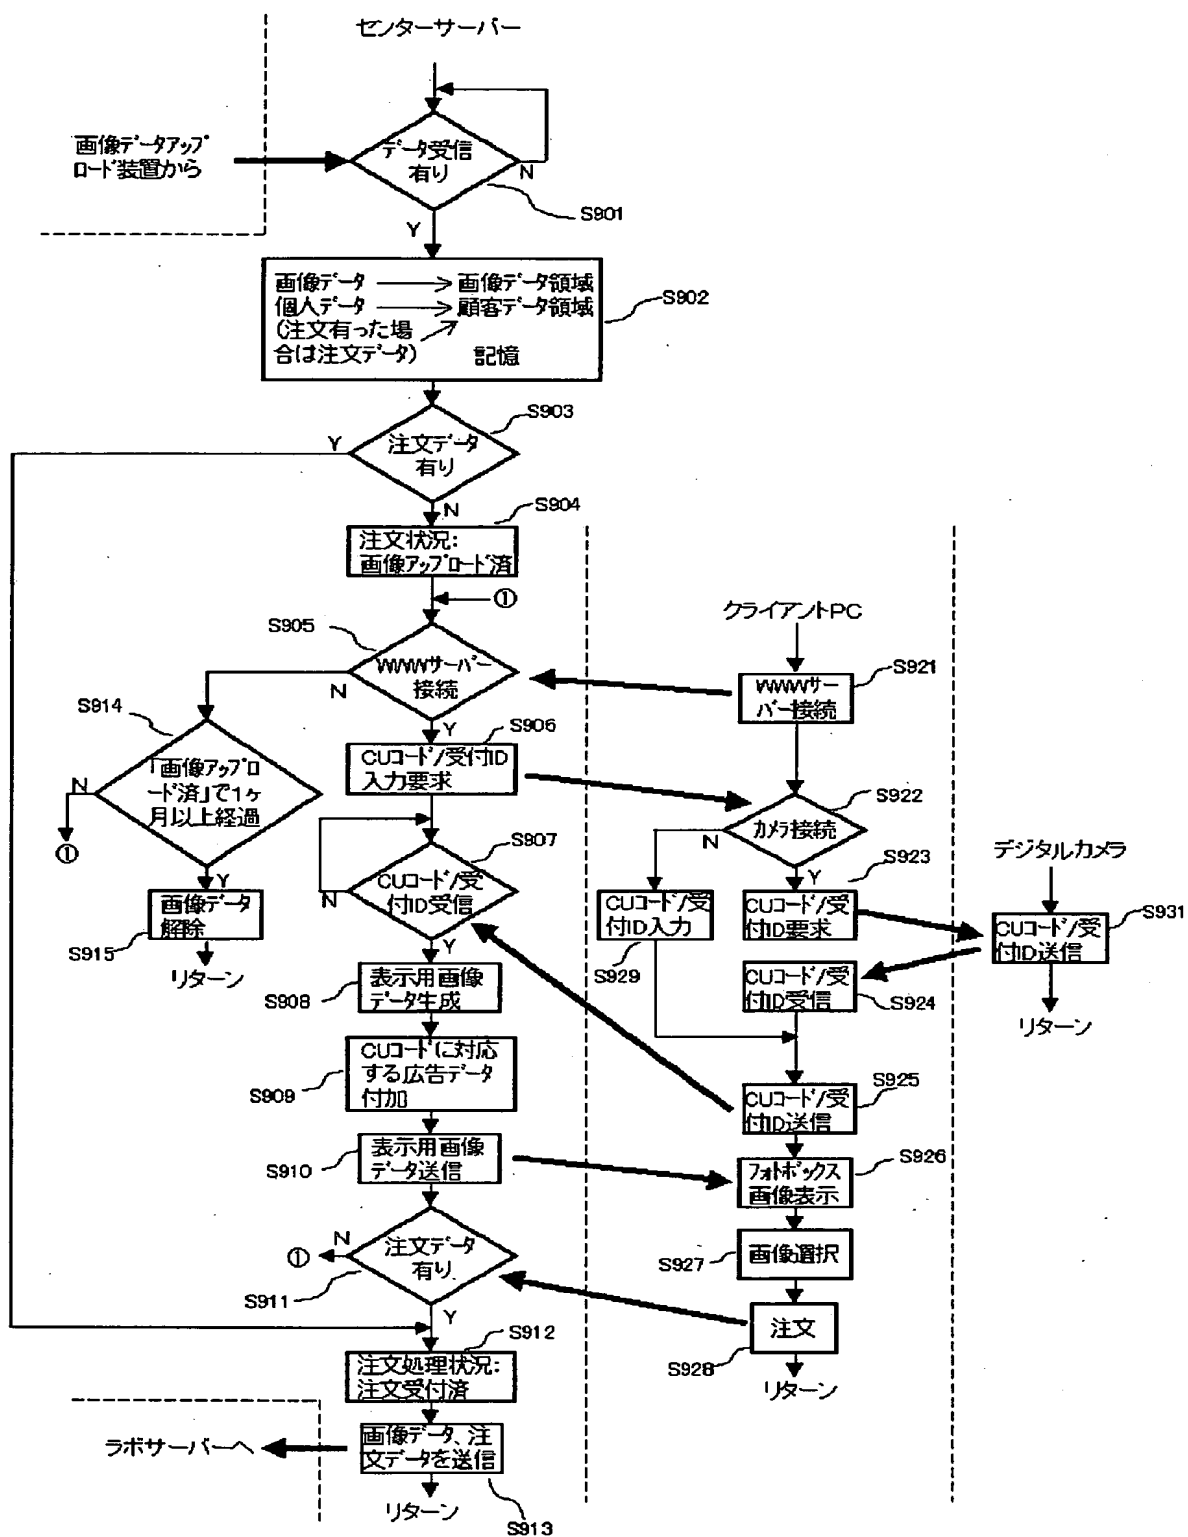 センターサーバー
画像データアップ
ロード装置から
データ受信
有り
N
S901
Y
画像データ → 画像データ領域
個人データ → 顧客データ領域
(注文有った場
合は注文データ) 記憶
S902
S903
注文データ
有り
Y
N
S904
注文状況:
画像アップロード済
①
S905
WWWサーバー
接続
N
Y
S914
「画像アップロ
ード済」で1ヶ
月以上経過
N
①
Y
画像データ
解除
S915
リターン
S906
CUコード/受付ID
入力要求
S907
CUコード/受
付ID受信
N
Y
表示用画像
データ生成
S908
CUコードに対応
する広告データ
付加
S909
表示用画像
データ送信
S910
注文データ
有り
N
①
S911
Y
S912
注文処理状況:
注文受付済
画像データ、注
文データを送信
ラボサーバーへ
リターン
S913
クライアントPC
S921
WWWサー
バー接続
S922
カメラ接続
N
Y
S923
CUコード/受
付ID入力
S929
CUコード/受
付ID要求
CUコード/受
付ID受信
S924
S925
CUコード/受
付ID送信
S926
フォトボックス
画像表示
画像選択
S927
注文
S928
リターン
デジタルカメラ
S931
CUコード/受
付ID送信
リターン